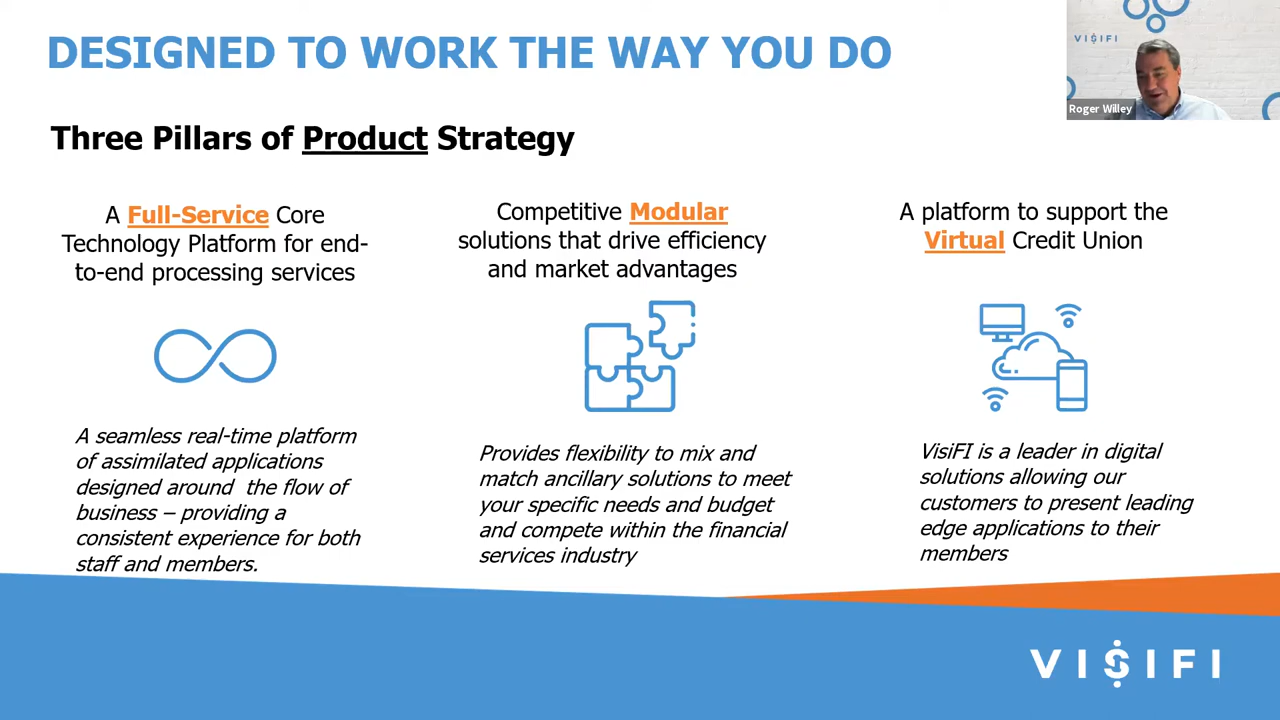 DESIGNED TO WORK THE WAY YOU DO
VISIFI
Roger Willey
Three Pillars of Product Strategy
A Full-Service Core
Technology Platform for end-
to-end processing services
Competitive Modular
solutions that drive efficiency
and market advantages
A platform to support the
Virtual Credit Union
A seamless real-time platform
of assimilated applications
designed around  the flow of
business – providing a
consistent experience for both
staff and members.
Provides flexibility to mix and
match ancillary solutions to meet
your specific needs and budget
and compete within the financial
services industry
VisiFI is a leader in digital
solutions allowing our
customers to present leading
edge applications to their
members
VISIFI